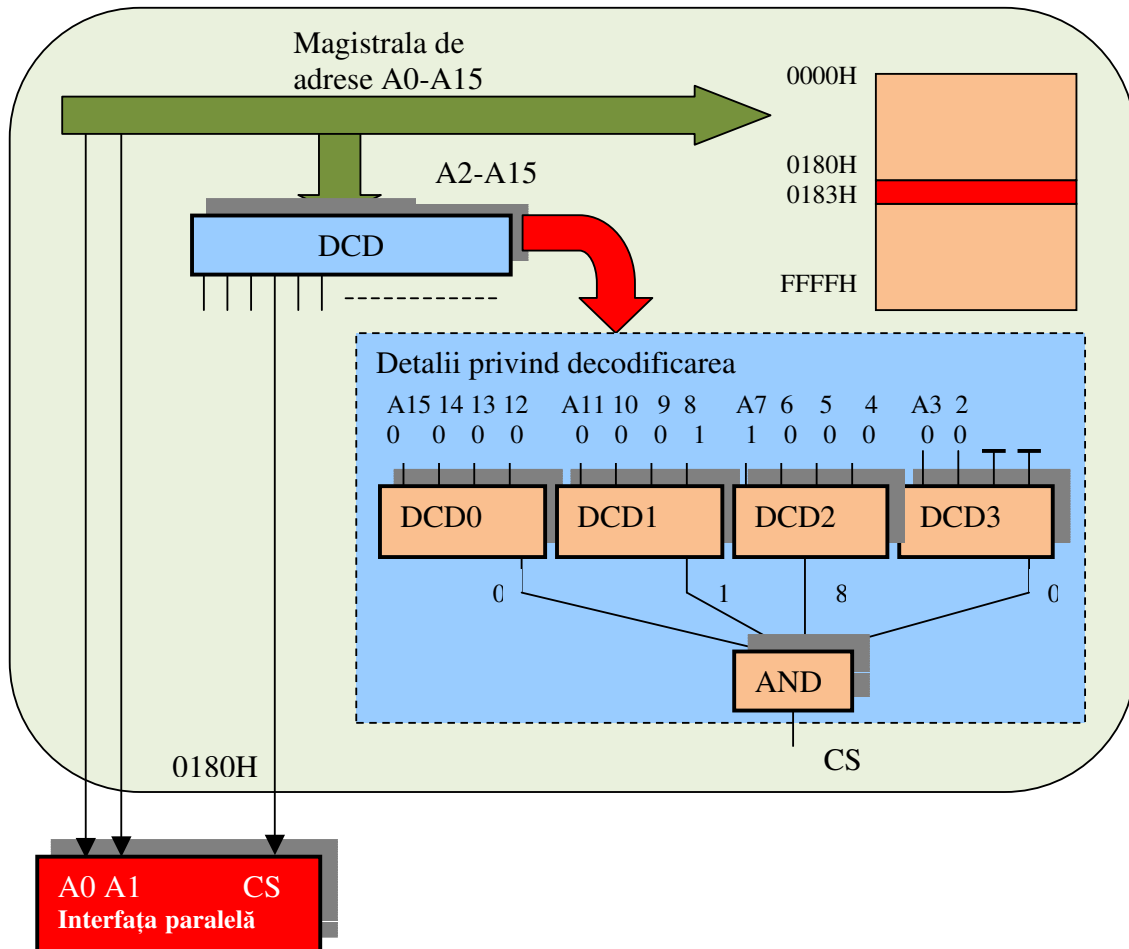 Magistrala de
adrese A0-A15
0000H
0180H
0183H
FFFFH
A2-A15
DCD
Detalii privind decodificarea
A15 14 13 12 A11 10 9 8 A7 6 5 4 A3 2
0 0 0 0 0 0 0 1 1 0 0 0 0 0
DCD0 DCD1 DCD2 DCD3
0 1 8 0
AND
CS
0180H
A0 A1 CS
Interfața paralelă